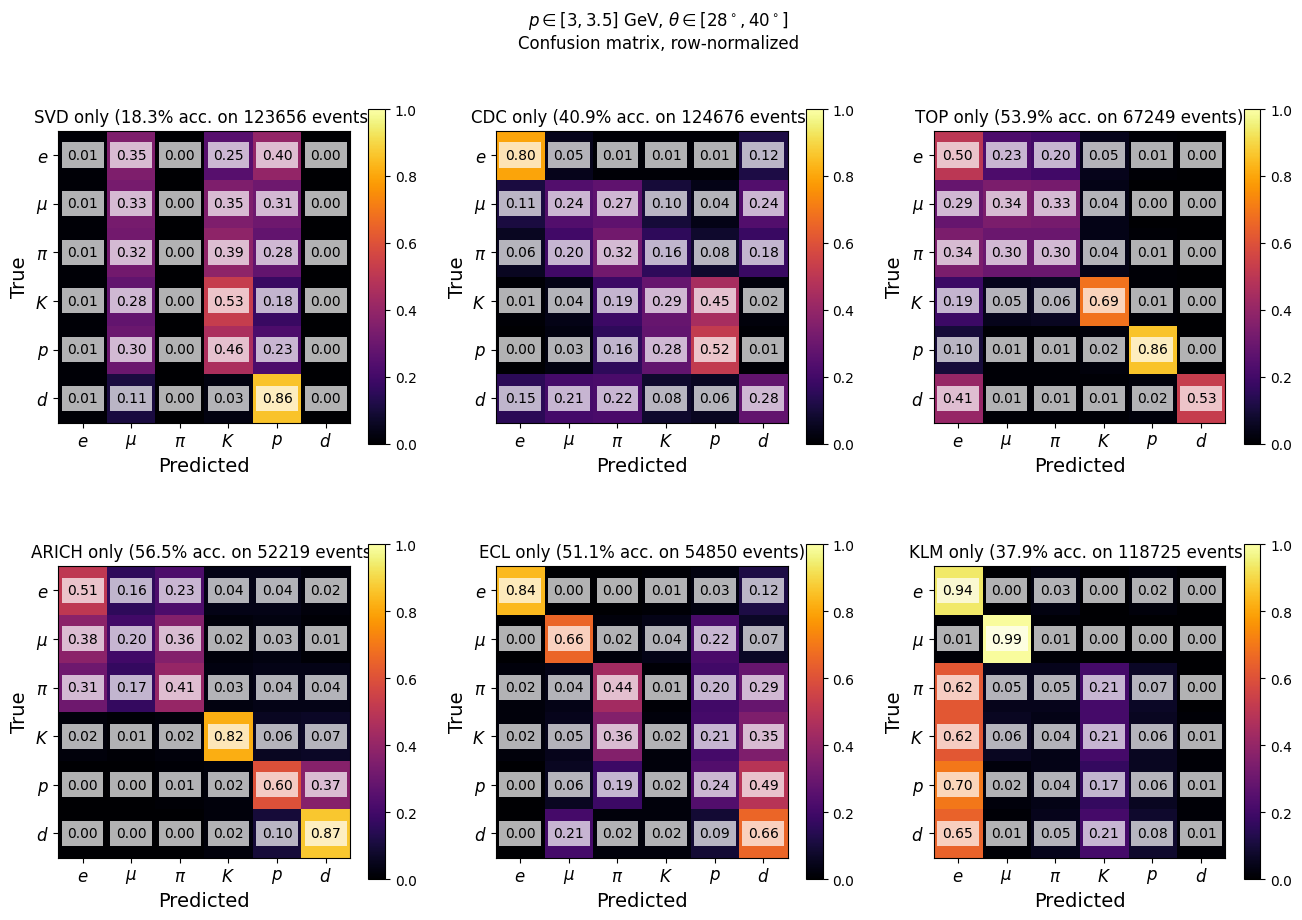 p ∈ [3, 3.5] GeV, θ ∈ [28°, 40°]
Confusion matrix, row-normalized
SVD only (18.3% acc. on 123656 events
True
e 0.01 0.35 0.00 0.25 0.40 0.00
μ 0.01 0.33 0.00 0.35 0.31 0.00
π 0.01 0.32 0.00 0.39 0.28 0.00
K 0.01 0.28 0.00 0.53 0.18 0.00
p 0.01 0.30 0.00 0.46 0.23 0.00
d 0.01 0.11 0.00 0.03 0.86 0.00
e μ π K p d
Predicted
1.0
0.8
0.6
0.4
0.2
0.0
CDC only (40.9% acc. on 124676 events
True
e 0.80 0.05 0.01 0.01 0.01 0.12
μ 0.11 0.24 0.27 0.10 0.04 0.24
π 0.06 0.20 0.32 0.16 0.08 0.18
K 0.01 0.04 0.19 0.29 0.45 0.02
p 0.00 0.03 0.16 0.28 0.52 0.01
d 0.15 0.21 0.22 0.08 0.06 0.28
e μ π K p d
Predicted
1.0
0.8
0.6
0.4
0.2
0.0
TOP only (53.9% acc. on 67249 events)
True
e 0.50 0.23 0.20 0.05 0.01 0.00
μ 0.29 0.34 0.33 0.04 0.00 0.00
π 0.34 0.30 0.30 0.04 0.01 0.00
K 0.19 0.05 0.06 0.69 0.01 0.00
p 0.10 0.01 0.01 0.02 0.86 0.00
d 0.41 0.01 0.01 0.01 0.02 0.53
e μ π K p d
Predicted
1.0
0.8
0.6
0.4
0.2
0.0
ARICH only (56.5% acc. on 52219 events
True
e 0.51 0.16 0.23 0.04 0.04 0.02
μ 0.38 0.20 0.36 0.02 0.03 0.01
π 0.31 0.17 0.41 0.03 0.04 0.04
K 0.02 0.01 0.02 0.82 0.06 0.07
p 0.00 0.00 0.01 0.02 0.60 0.37
d 0.00 0.00 0.01 0.02 0.10 0.87
e μ π K p d
Predicted
1.0
0.8
0.6
0.4
0.2
0.0
ECL only (51.1% acc. on 54850 events)
True
e 0.84 0.00 0.00 0.01 0.03 0.12
μ 0.00 0.66 0.02 0.04 0.22 0.07
π 0.02 0.04 0.44 0.01 0.20 0.29
K 0.02 0.05 0.36 0.02 0.21 0.35
p 0.00 0.06 0.19 0.02 0.24 0.49
d 0.00 0.21 0.02 0.02 0.09 0.66
e μ π K p d
Predicted
1.0
0.8
0.6
0.4
0.2
0.0
KLM only (37.9% acc. on 118725 events
True
e 0.94 0.00 0.03 0.00 0.02 0.00
μ 0.01 0.99 0.01 0.00 0.00 0.00
π 0.62 0.05 0.05 0.21 0.07 0.00
K 0.62 0.06 0.04 0.21 0.06 0.01
p 0.70 0.02 0.04 0.17 0.06 0.01
d 0.65 0.01 0.05 0.21 0.08 0.01
e μ π K p d
Predicted
1.0
0.8
0.6
0.4
0.2
0.0